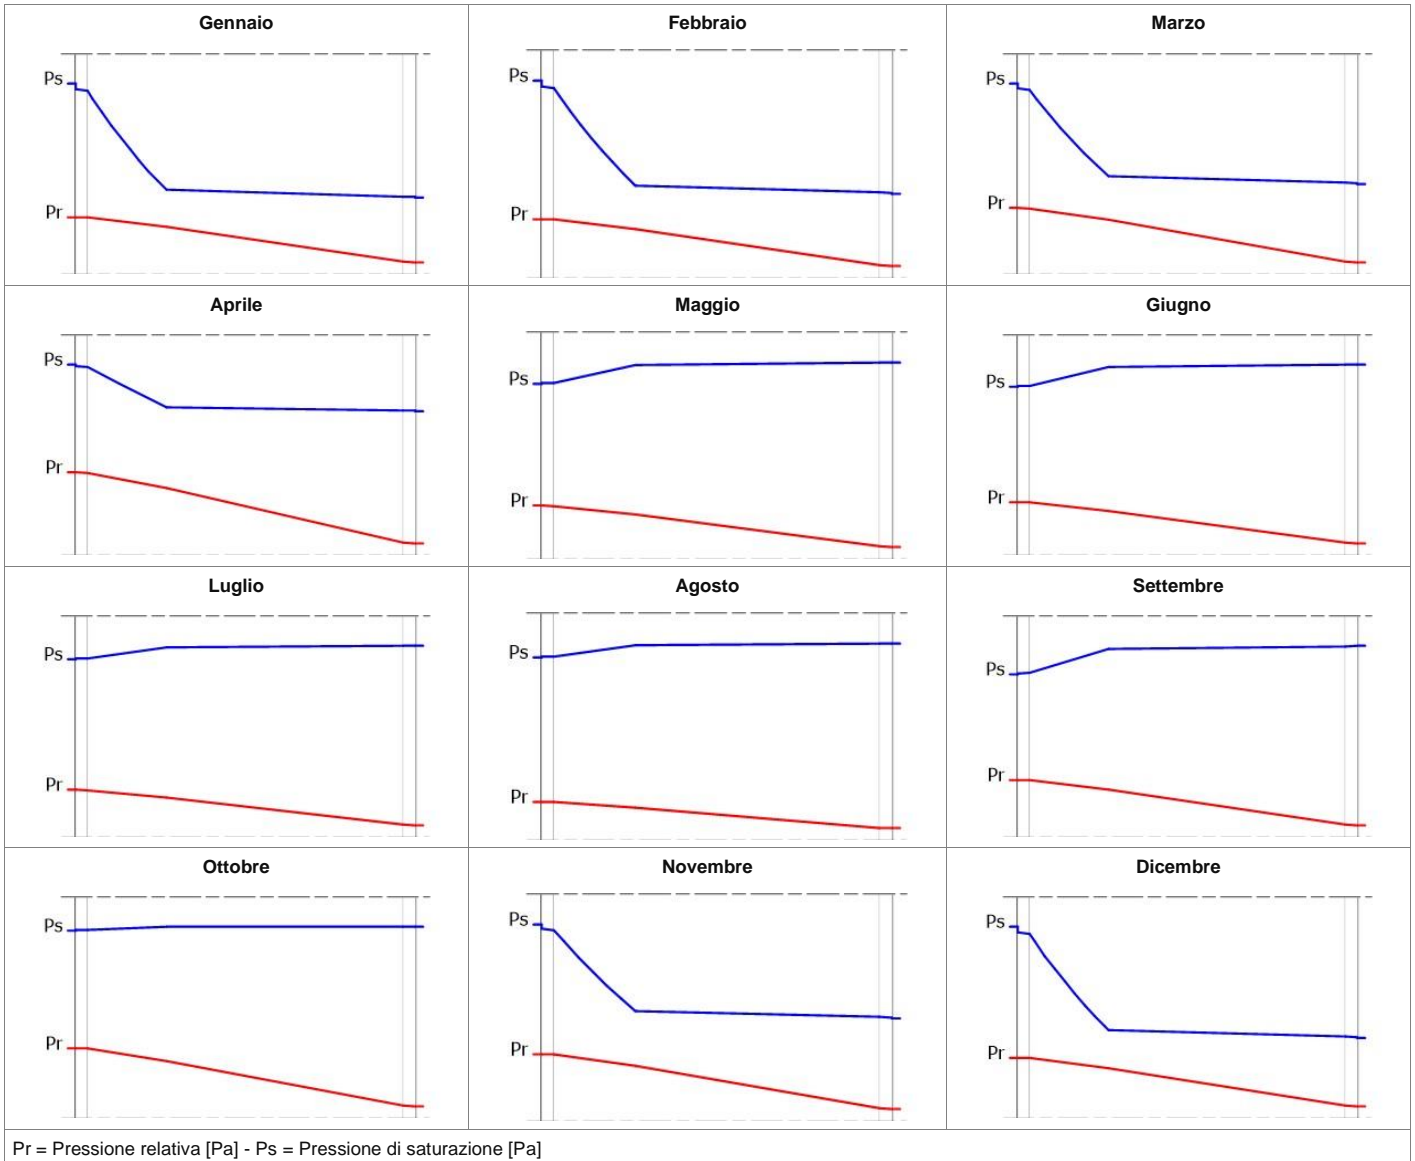 Gennaio
Febbraio
Marzo
Ps
Pr
Ps
Pr
Ps
Pr
Aprile
Maggio
Giugno
Ps
Pr
Ps
Pr
Ps
Pr
Luglio
Agosto
Settembre
Ps
Pr
Ps
Pr
Ps
Pr
Ottobre
Novembre
Dicembre
Ps
Pr
Ps
Pr
Ps
Pr
Pr = Pressione relativa [Pa] - Ps = Pressione di saturazione [Pa]